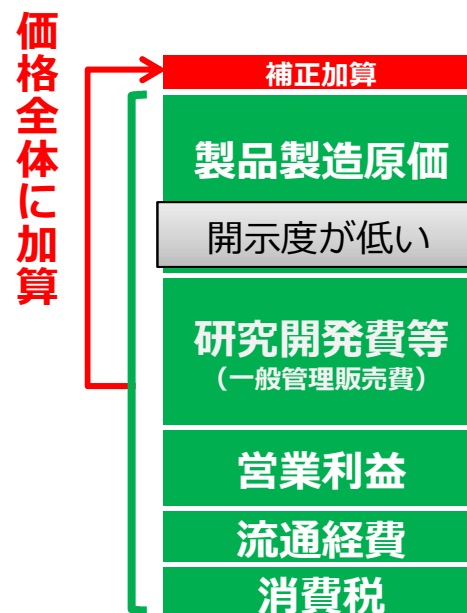 価格全体に加算
補正加算
製品製造原価
開示度が低い
研究開発費等
（一般管理販売費）
営業利益
流通経費
消費税